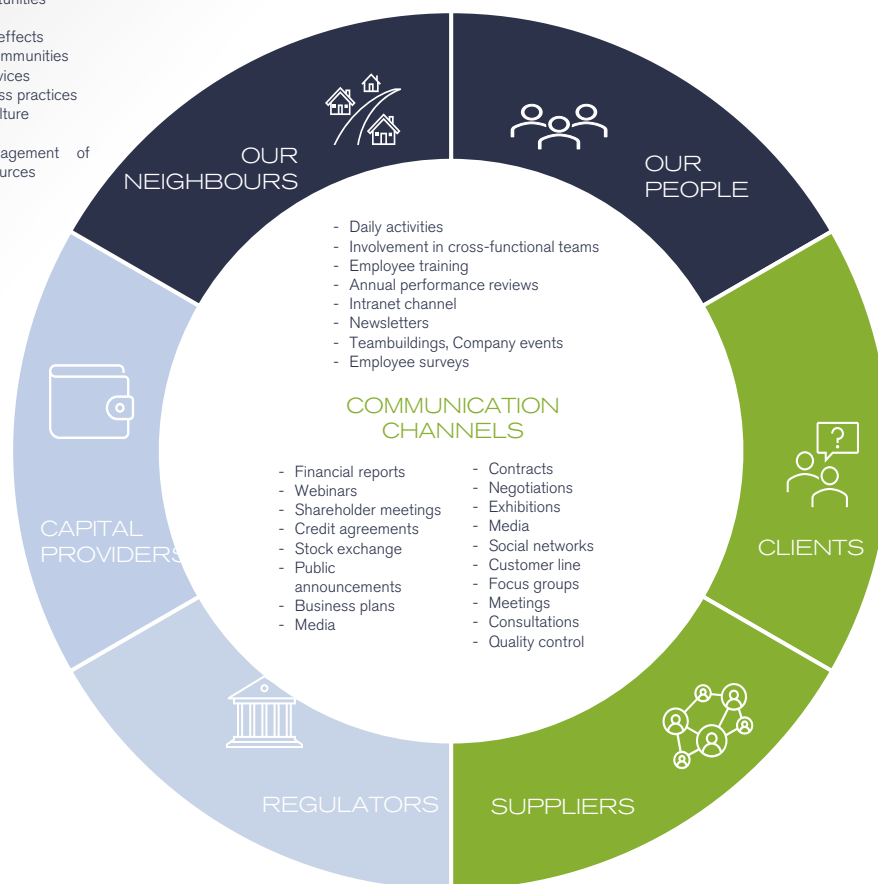 effects
vices
ss practices
lture
of
OUR
NEIGHBOURS
OUR
PEOPLE
- Daily activities
- Involvement in cross-functional teams
- Employee training
- Annual performance reviews
- Intranet channel
- Newsletters
- Teambuildings, Company events
- Employee surveys
COMMUNICATION
CHANNELS
- Financial reports
- Webinars
- Shareholder meetings
- Credit agreements
- Stock exchange
- Public
announcements
- Business plans
- Media
- Contracts
- Negotiations
- Exhibitions
- Media
- Social networks
- Customer line
- Focus groups
- Meetings
- Consultations
- Quality control
CAPITAL
PROVIDERS
?
CLIENTS
REGULATORS
SUPPLIERS